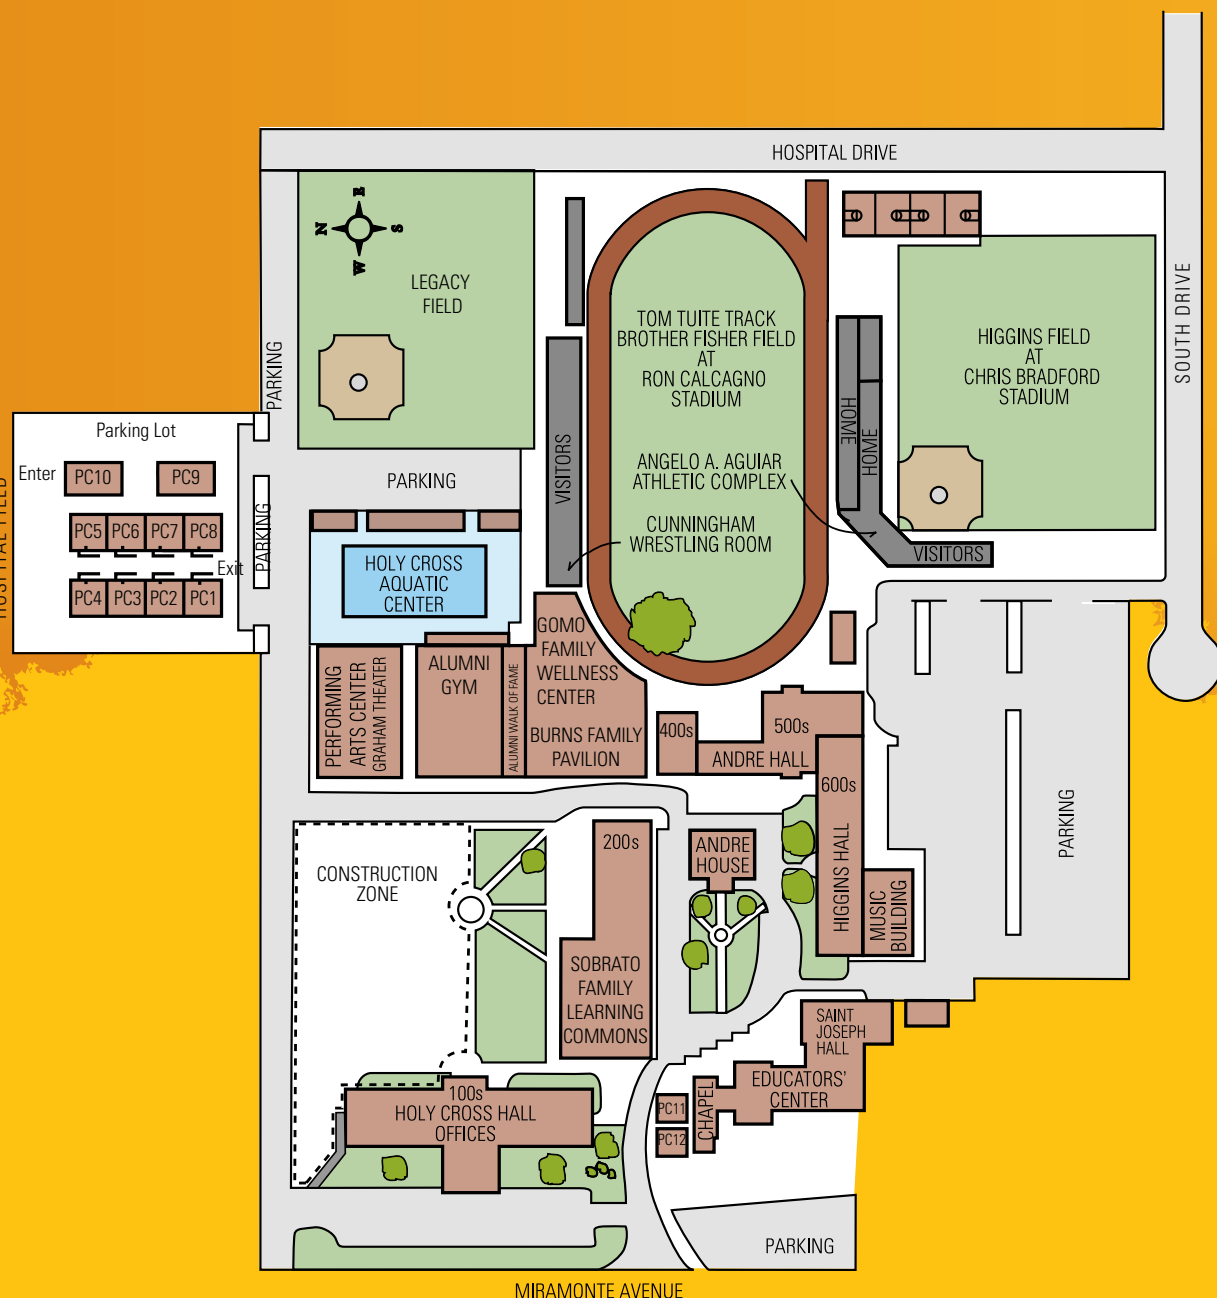 HOSPITAL DRIVE
SOUTH DRIVE
E
N
S
W
LEGACY
FIELD
PARKING
TOM TUITE TRACK
BROTHER FISHER FIELD
AT
RON CALCAGNO
STADIUM
HIGGINS FIELD
AT
CHRIS BRADFORD
STADIUM
HOME
HOME
VISITORS
ANGELO A. AGUIAR
ATHLETIC COMPLEX
CUNNINGHAM
WRESTLING ROOM
VISITORS
HOSPITAL FIELD
Parking Lot
Enter
PC10
PC9
PC5
PC6
PC7
PC8
Exit
PC4
PC3
PC2
PC1
PARKING
PARKING
HOLY CROSS
AQUATIC
CENTER
PERFORMING
ARTS CENTER
GRAHAM THEATER
ALUMNI
GYM
ALUMNI WALK OF FAME
GOMO
FAMILY
WELLNESS
CENTER
BURNS FAMILY
PAVILION
400s
500s
ANDRE HALL
600s
HIGGINS HALL
MUSIC
BUILDING
PARKING
CONSTRUCTION
ZONE
200s
SOBRATO
FAMILY
LEARNING
COMMONS
ANDRE
HOUSE
SAINT
JOSEPH
HALL
EDUCATORS'
CENTER
CHAPEL
PC11
PC12
100s
HOLY CROSS HALL
OFFICES
PARKING
MIRAMONTE AVENUE